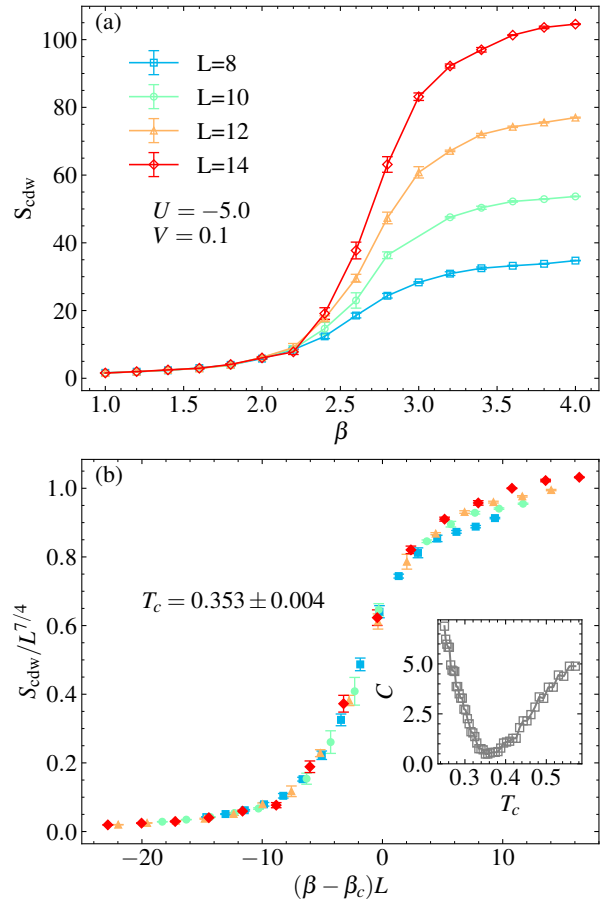 (a)
100
80
60
40
20
0
S_cdw
L=8
L=10
L=12
L=14
U = −5.0
V = 0.1
1.0 1.5 2.0 2.5 3.0 3.5 4.0
β
(b)
1.0
0.8
0.6
0.4
0.2
0.0
S_cdw/L^{7/4}
T_c = 0.353 ± 0.004
5.0
2.5
0.0
C
0.3 0.4 0.5
T_c
−20 −10 0 10
(β − β_c)L